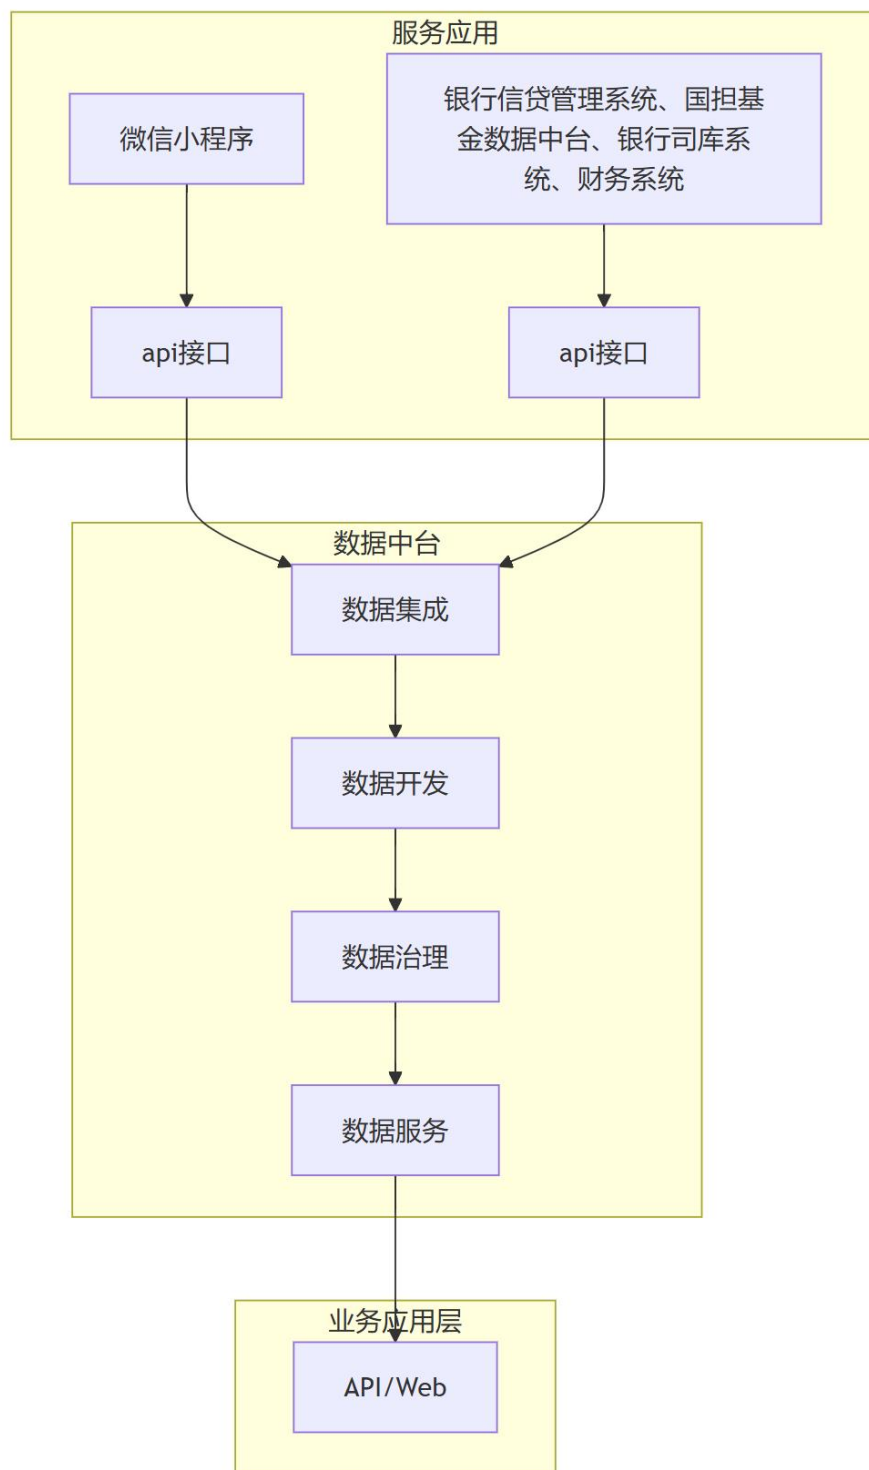 服务应用
微信小程序
银行信贷管理系统、国担基
金数据中台、银行司库系
统、财务系统
api接口
api接口
数据中台
数据集成
数据开发
数据治理
数据服务
业务应用层
API/Web